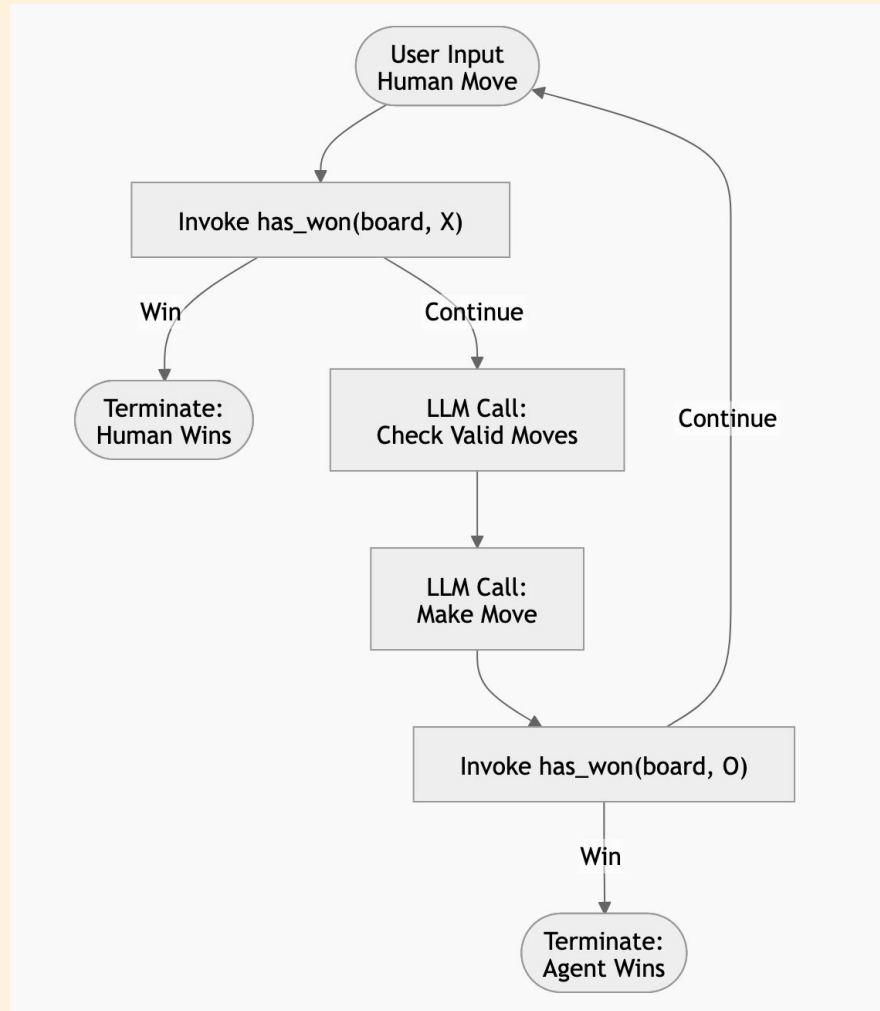 User Input
Human Move
Invoke has_won(board, X)
Win
Continue
Terminate:
Human Wins
LLM Call:
Check Valid Moves
Continue
LLM Call:
Make Move
Invoke has_won(board, O)
Win
Terminate:
Agent Wins